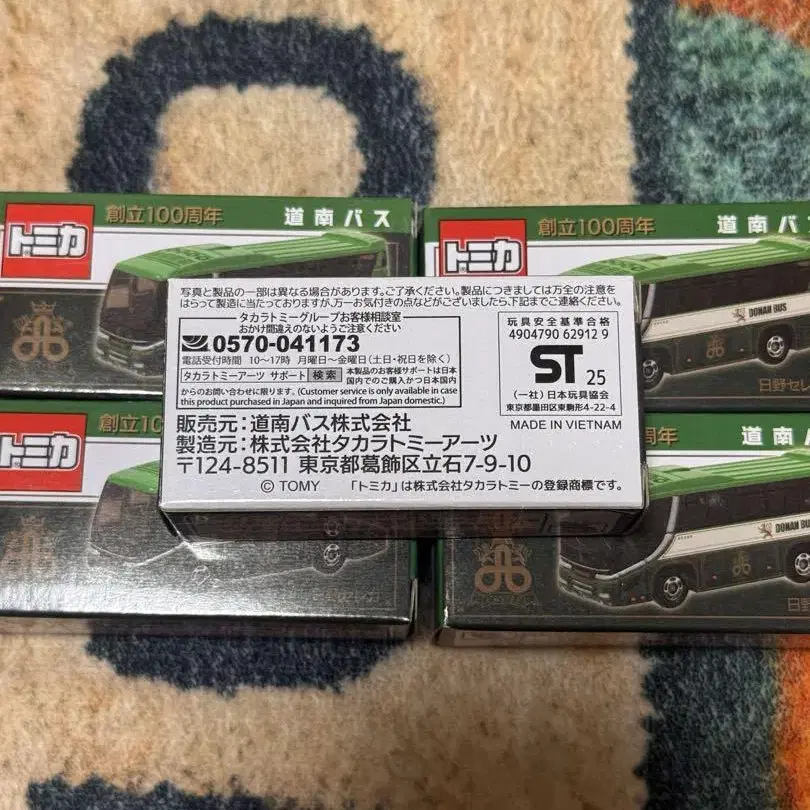 トミカ
創立100周年 道南バス
トミカ
創立100周年 道南バス
DONAN BUS
日野セレ
写真と製品の一部は異なる場合があります。ご了承ください。製品につきましては万全の注意を
はらって製造に当たっておりますが、万一お気付きの点などがございましたら、下記までご連絡ください。
タカラトミーグループお客様相談室
おかけ間違えのないようご注意ください
0570-041173
電話受付時間 10〜17時 月曜日〜金曜日(土日・祝日を除く)
タカラトミーアーツ サポート 検索 本製品のお客様サポートは日本
国内でのご購入かつ日本国内
からのお問い合わせに限ります。(Customer service is only available in case
this product purchased in Japan and inquired from Japan domestic.)
玩具安全基準合格
4904790 62912 9
ST 25
(一社)日本玩具協会
東京都墨田区東駒形4-22-4
MADE IN VIETNAM
販売元:道南バス株式会社
製造元:株式会社タカラトミーアーツ
〒124-8511 東京都葛飾区立石7-9-10
© TOMY 「トミカ」は株式会社タカラトミーの登録商標です。
トミカ
創立10
周年 道南バ
DONAN BUS
日野